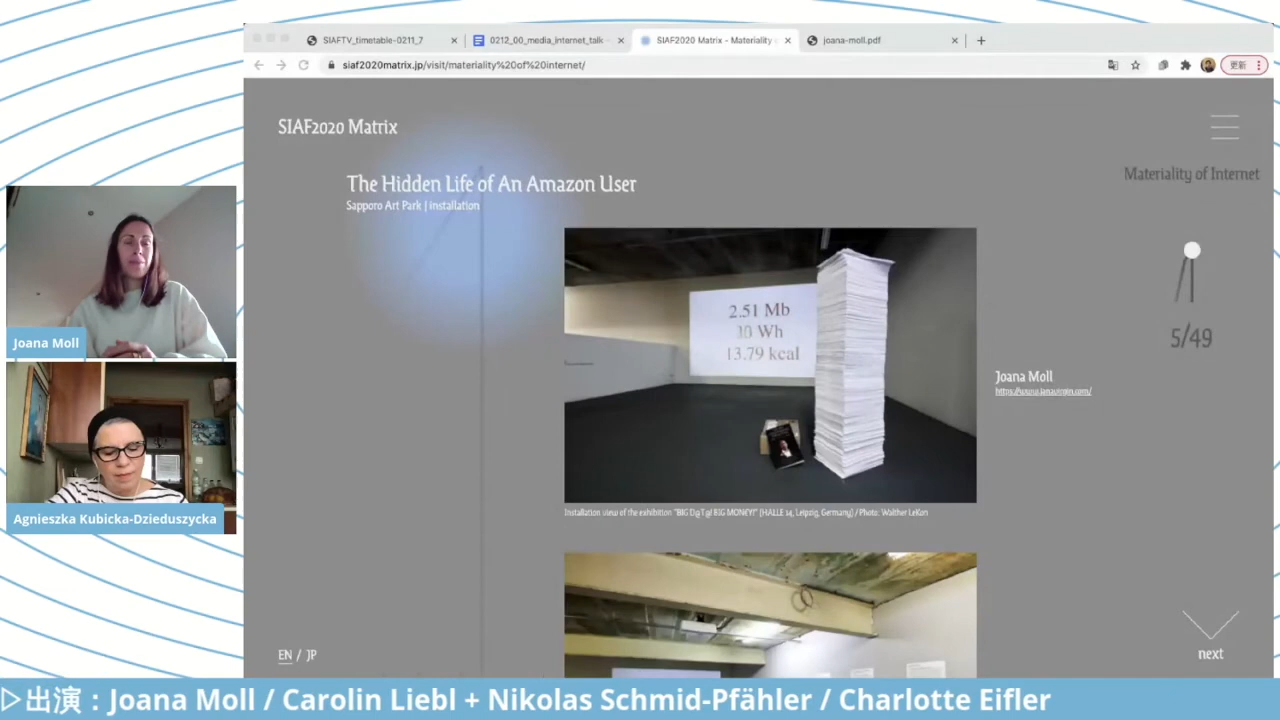 SIAFTV_timetable-0211_7
0212_00_media_internet_talk -
SIAF2020 Matrix - Materiality o
joana-moll.pdf
siaf2020matrix.jp/visit/materiality%20of%20internet/
更新
SIAF2020 Matrix
Materiality of Internet
The Hidden Life of An Amazon User
Sapporo Art Park | installation
2.51 Mb
10 Wh
13.79 kcal
5/49
Joana Moll
Joana Moll
Agnieszka Kubicka-Dzieduszycka
Installation view of the exhibition "BIG D@T@! BIG MON€Y!" (HALLE 14, Leipzig, Germany) / Photo: Walther LeKon
EN / JP
next
▷出演：Joana Moll / Carolin Liebl + Nikolas Schmid-Pfähler / Charlotte Eifler